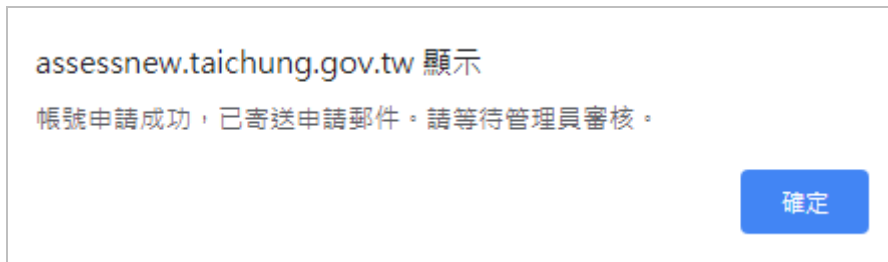 assessnew.taichung.gov.tw 顯示
帳號申請成功，已寄送申請郵件。請等待管理員審核。
確定